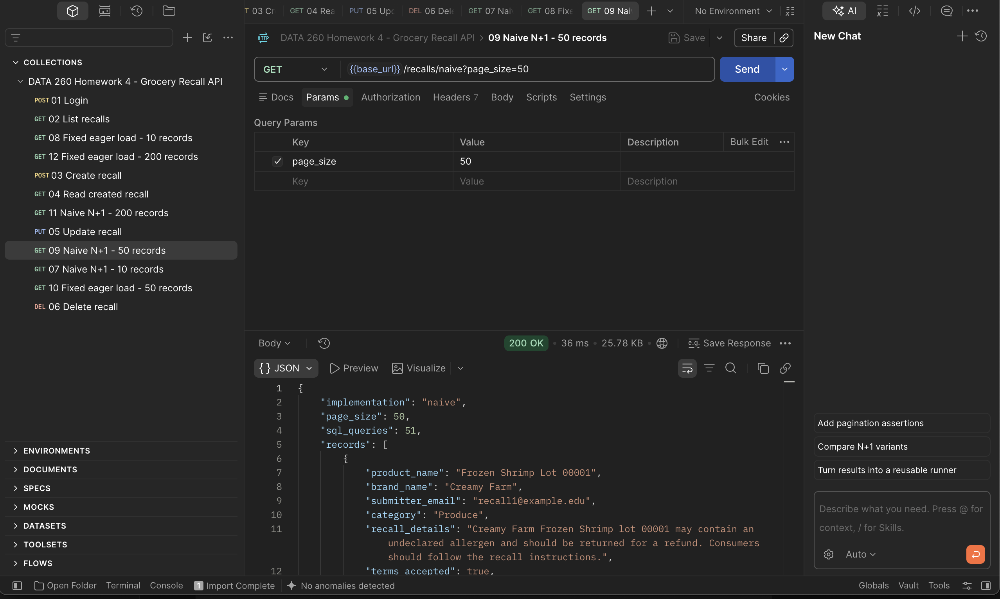 T 03 Cr
GET 04 Rea
PUT 05 Upd
DEL 06 Dele
GET 07 Nai
GET 08 Fixe
GET 09 Nai
No Environment
AI
DATA 260 Homework 4 - Grocery Recall API > 09 Naive N+1 - 50 records
Save
Share
New Chat
COLLECTIONS
DATA 260 Homework 4 - Grocery Recall API
POST 01 Login
GET 02 List recalls
GET 08 Fixed eager load - 10 records
GET 12 Fixed eager load - 200 records
POST 03 Create recall
GET 04 Read created recall
GET 11 Naive N+1 - 200 records
PUT 05 Update recall
GET 09 Naive N+1 - 50 records
GET 07 Naive N+1 - 10 records
GET 10 Fixed eager load - 50 records
DEL 06 Delete recall
ENVIRONMENTS
DOCUMENTS
SPECS
MOCKS
DATASETS
TOOLSETS
FLOWS
HTTP
GET
{{base_url}}/recalls/naive?page_size=50
Send
Docs
Params
Authorization
Headers 7
Body
Scripts
Settings
Cookies
Query Params
Key Value Description Bulk Edit
page_size 50
Key Value Description
Body
200 OK • 36 ms • 25.78 KB
e.g. Save Response
{} JSON
Preview
Visualize
1 {
2 "implementation": "naive",
3 "page_size": 50,
4 "sql_queries": 51,
5 "records": [
6 {
7 "product_name": "Frozen Shrimp Lot 00001",
8 "brand_name": "Creamy Farm",
9 "submitter_email": "recall1@example.edu",
10 "category": "Produce",
11 "recall_details": "Creamy Farm Frozen Shrimp lot 00001 may contain an
undeclared allergen and should be returned for a refund. Consumers
should follow the recall instructions.",
12 "terms_accepted": true,
Add pagination assertions
Compare N+1 variants
Turn results into a reusable runner
Describe what you need. Press @ for
context, / for Skills.
Auto
Open Folder
Terminal
Console
1 Import Complete
No anomalies detected
Globals
Vault
Tools